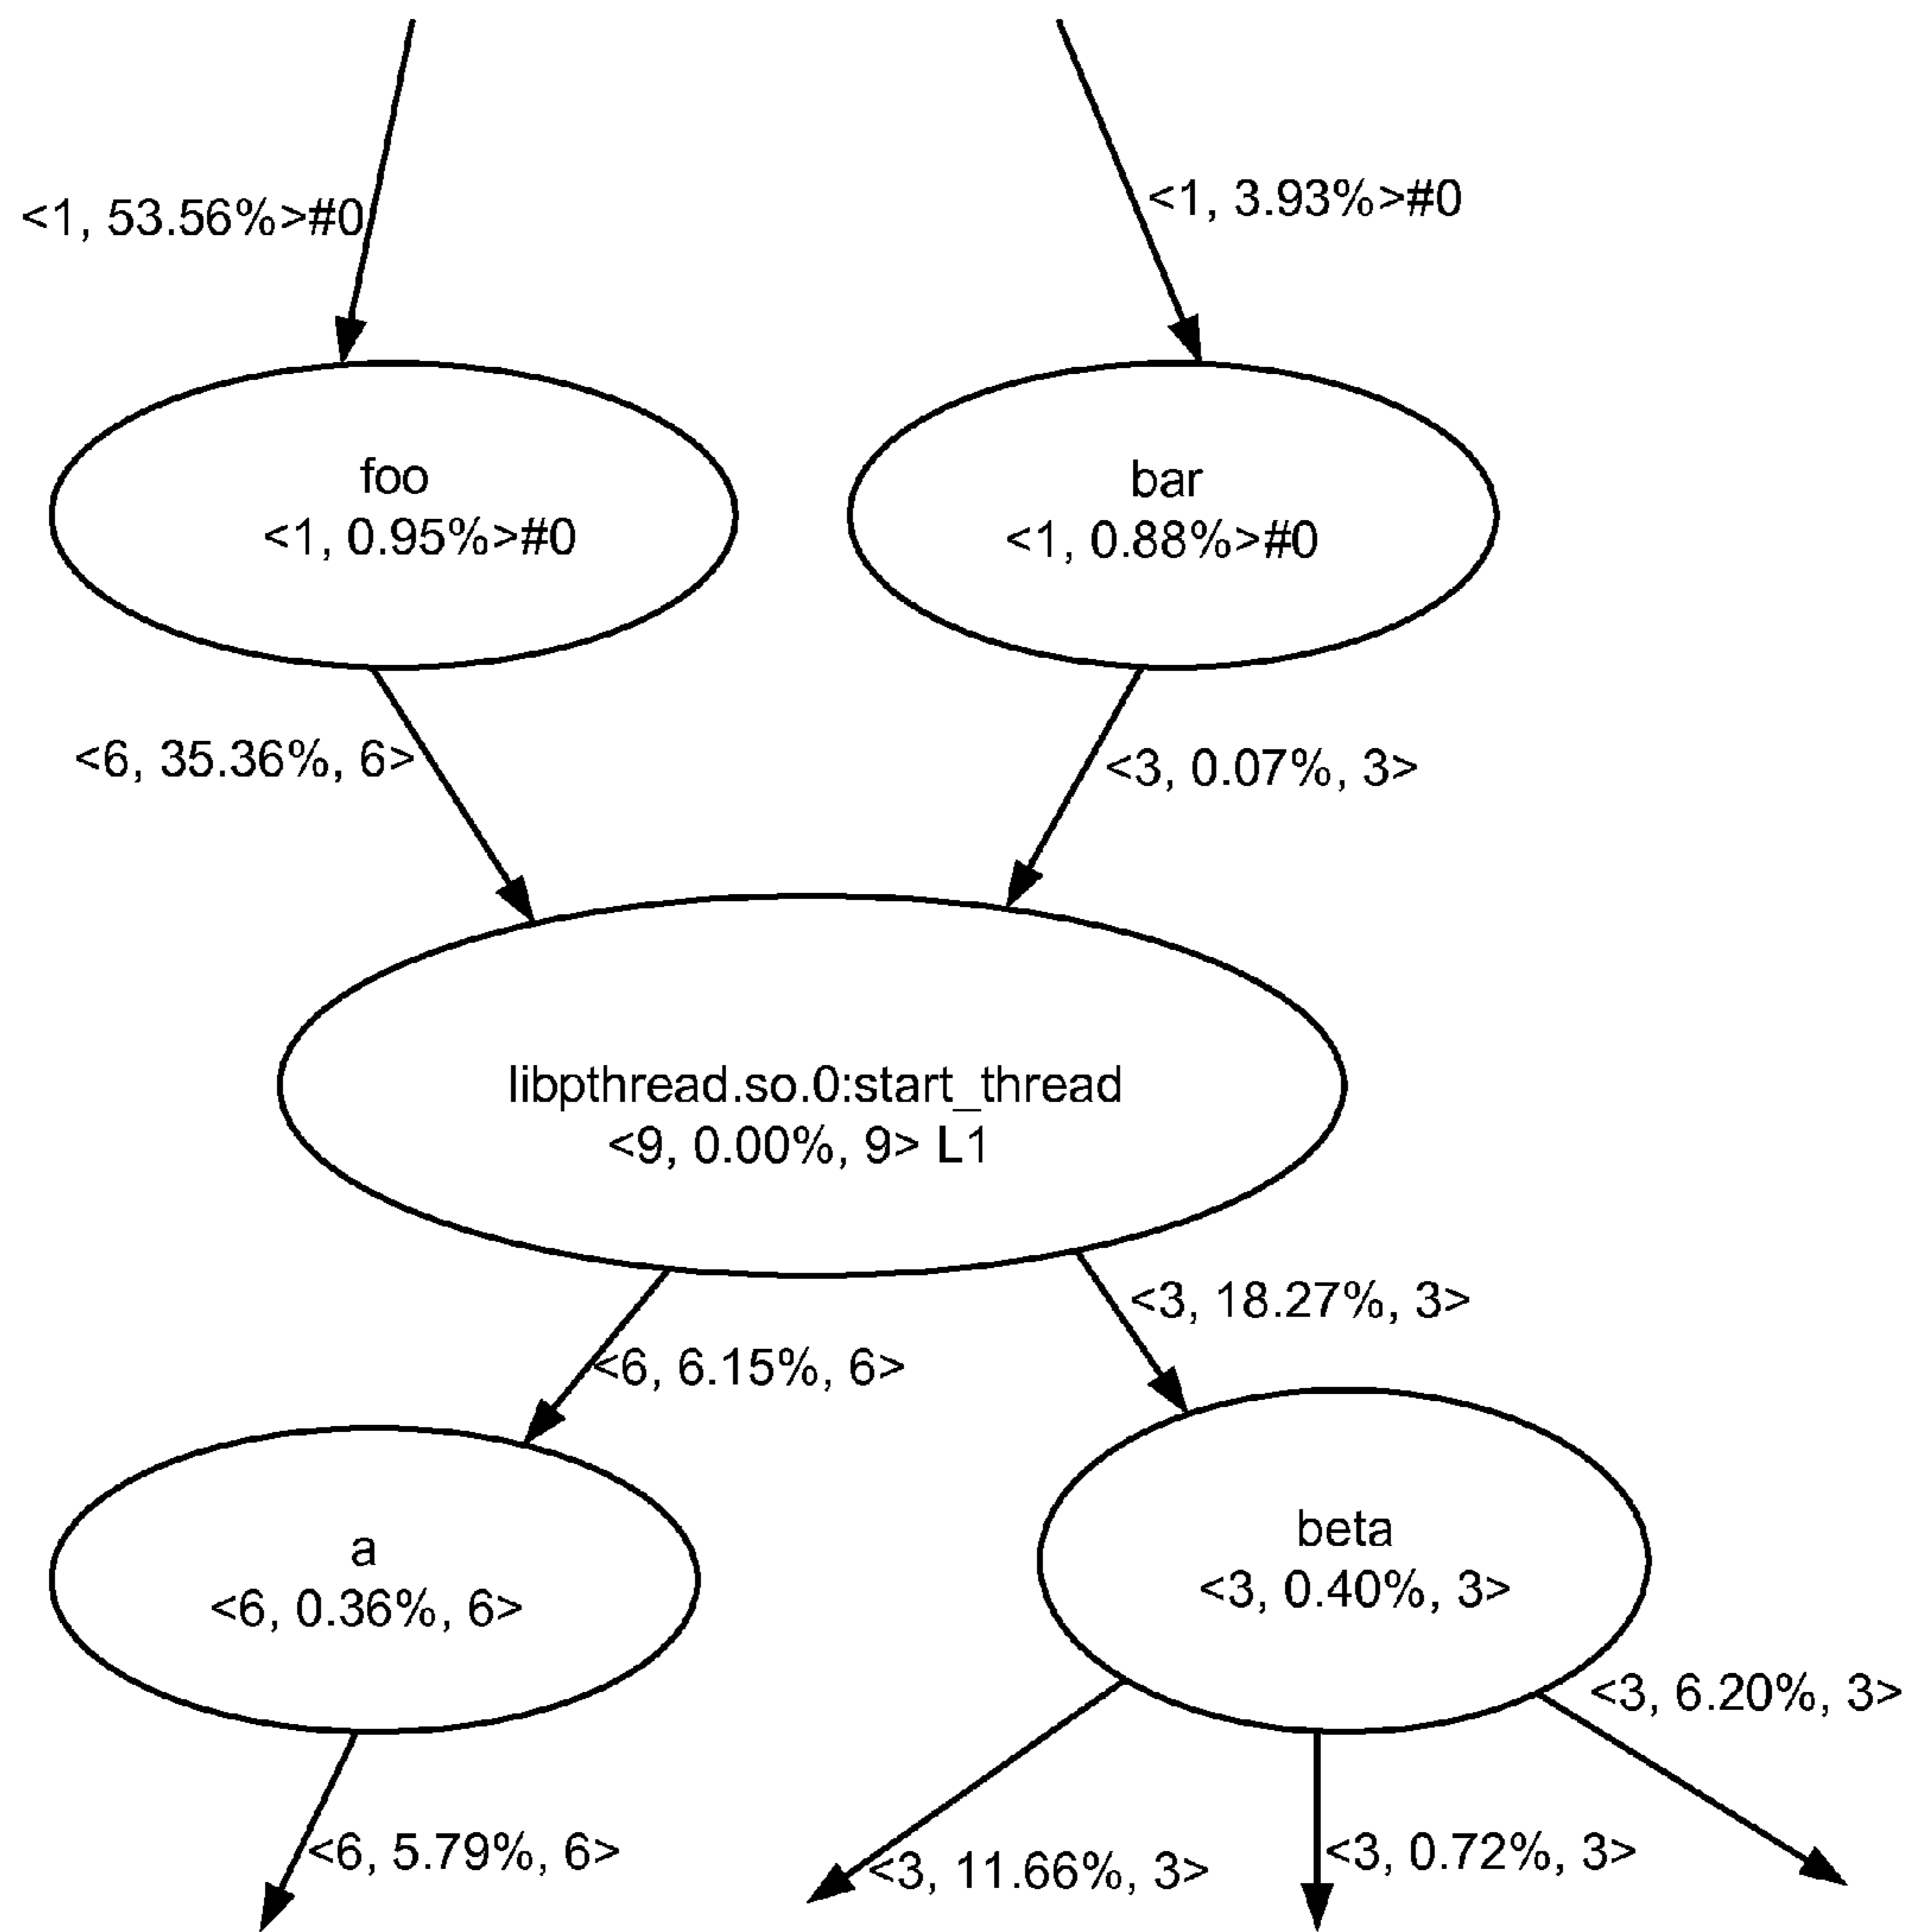 <1, 53.56%>#0
<1, 3.93%>#0
foo
<1, 0.95%>#0
bar
<1, 0.88%>#0
<6, 35.36%, 6>
<3, 0.07%, 3>
libpthread.so.0:start_thread
<9, 0.00%, 9> L1
<3, 18.27%, 3>
<6, 6.15%, 6>
a
<6, 0.36%, 6>
beta
<3, 0.40%, 3>
<3, 6.20%, 3>
<6, 5.79%, 6>
<3, 11.66%, 3>
<3, 0.72%, 3>